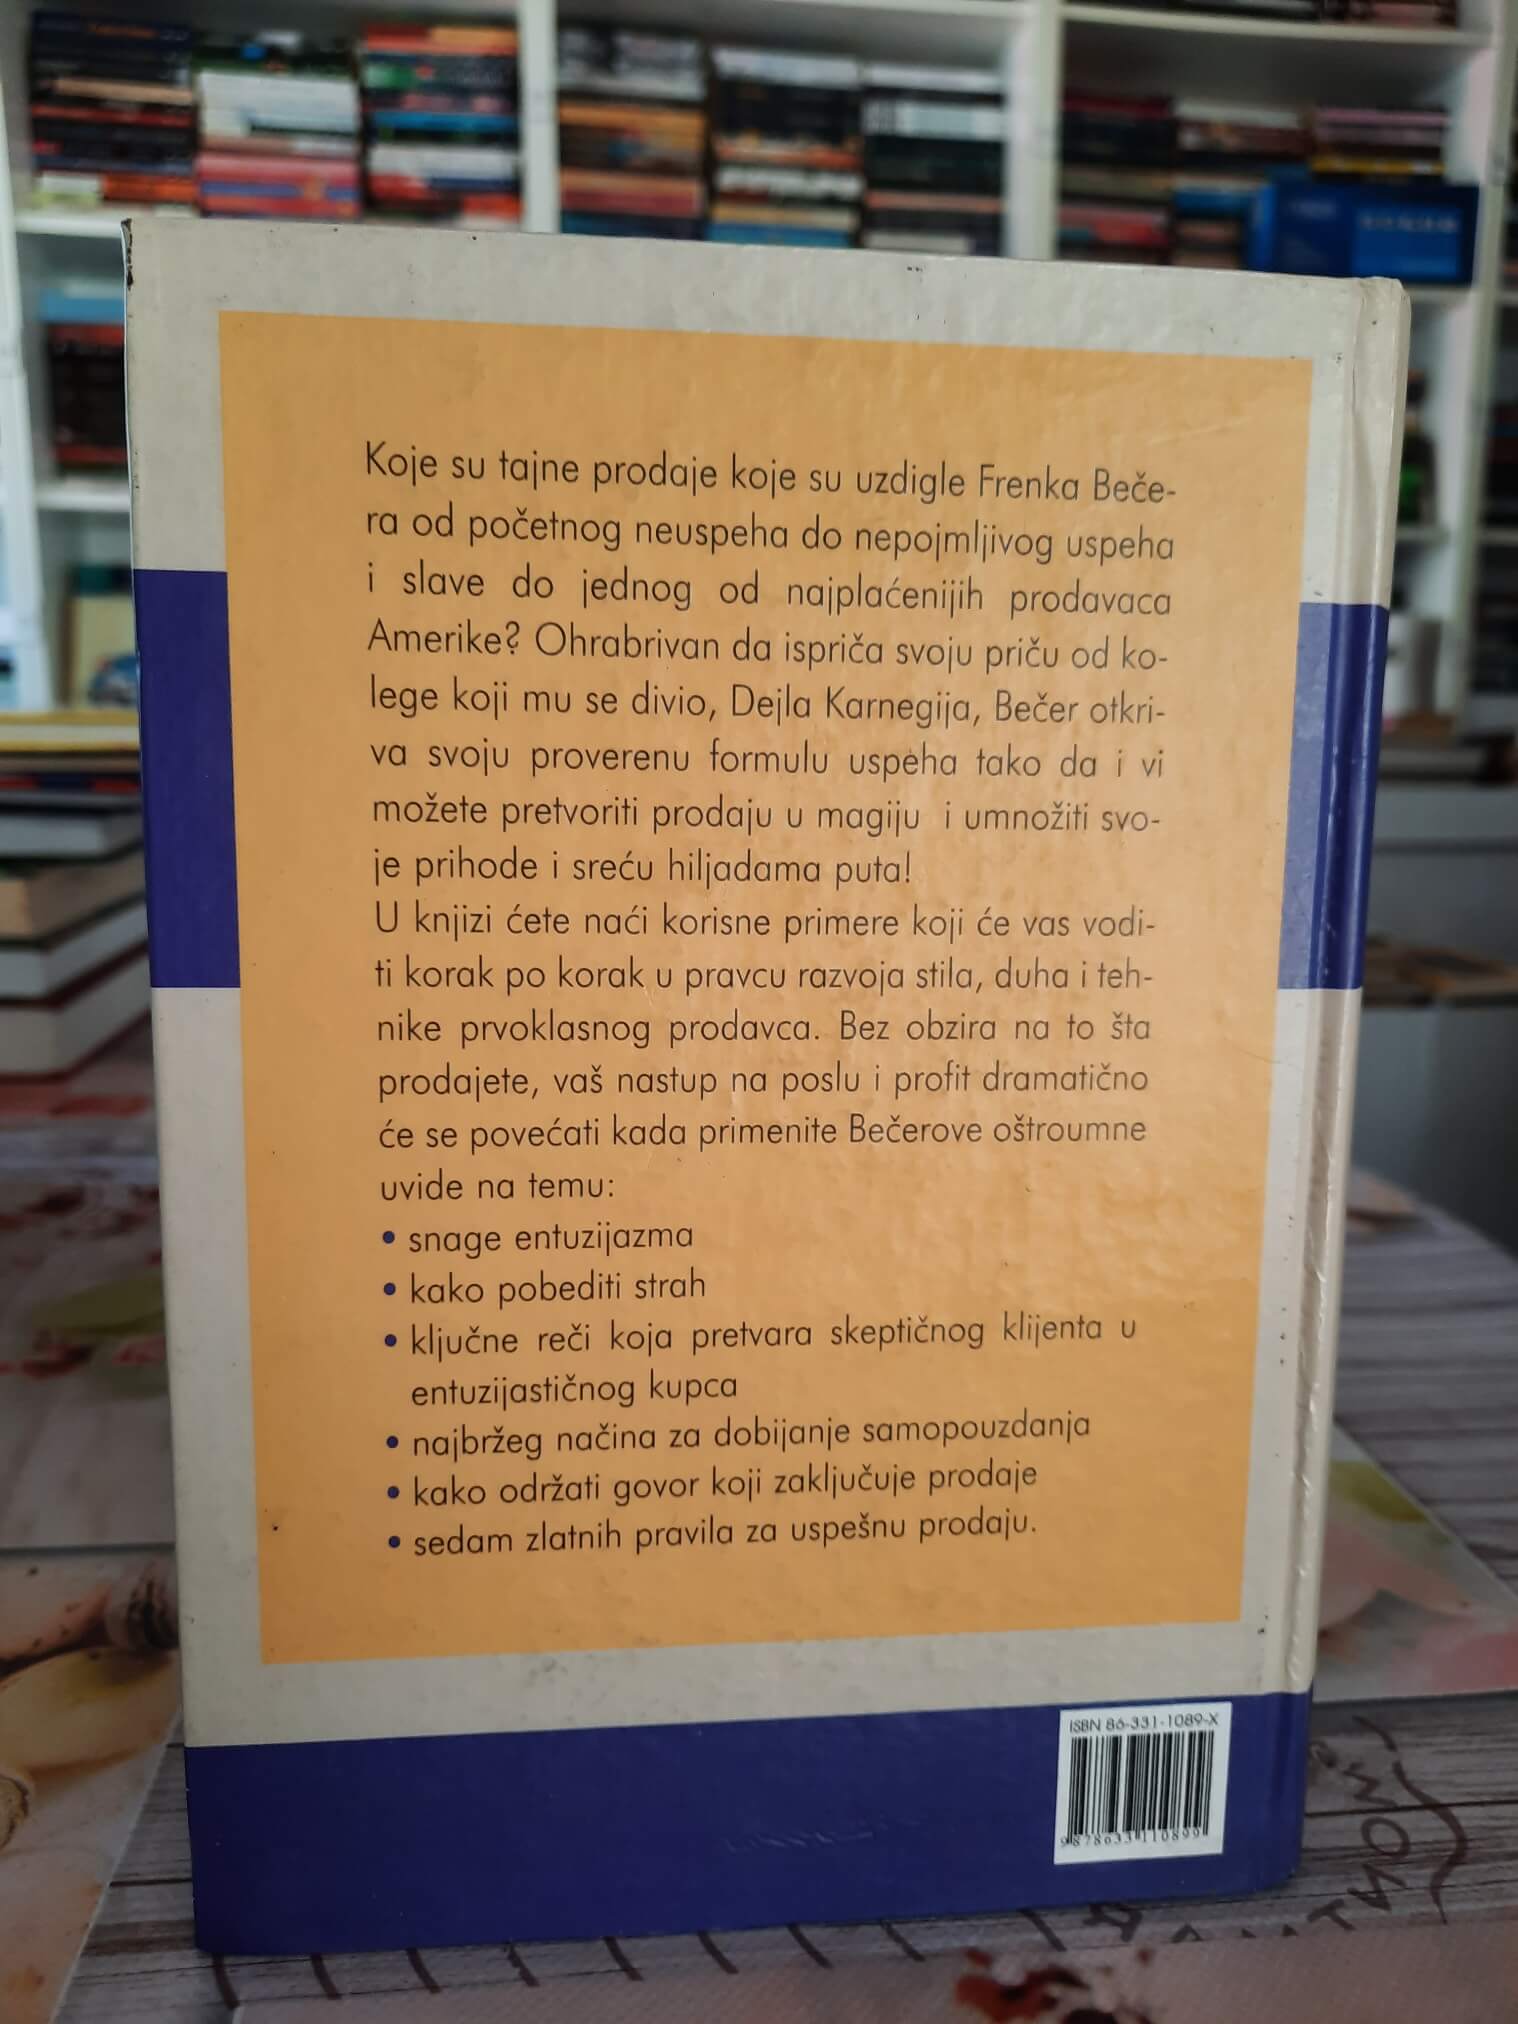 Koje su tajne prodaje koje su uzdigle Frenka Beče-
ra od početnog neuspeha do nepojmljivog uspeha
i slave do jednog od najplaćenijih prodavaca
Amerike? Ohrabrivan da ispriča svoju priču od ko-
lege koji mu se divio, Dejla Karnegija, Bečer otkri-
va svoju proverenu formulu uspeha tako da i vi
možete pretvoriti prodaju u magiju i umnožiti svo-
je prihode i sreću hiljadama puta!
U knjizi ćete naći korisne primere koji će vas vodi-
ti korak po korak u pravcu razvoja stila, duha i teh-
nike prvoklasnog prodavca. Bez obzira na to šta
prodajete, vaš nastup na poslu i profit dramatično
će se povećati kada primenite Bečerove oštroumne
uvide na temu:
• snage entuzijazma
• kako pobediti strah
• ključne reči koja pretvara skeptičnog klijenta u
entuzijastičnog kupca
• najbržeg načina za dobijanje samopouzdanja
• kako održati govor koji zaključuje prodaje
• sedam zlatnih pravila za uspešnu prodaju.
ISBN 86-331-1089-X
9788633110899